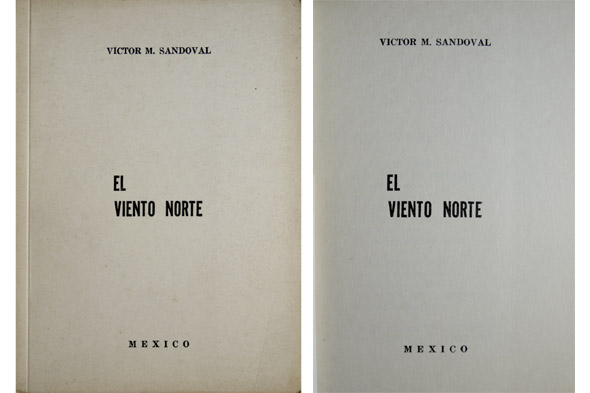 VICTOR M. SANDOVAL
EL
VIENTO NORTE
MEXICO
VICTOR M. SANDOVAL
EL
VIENTO NORTE
MEXICO